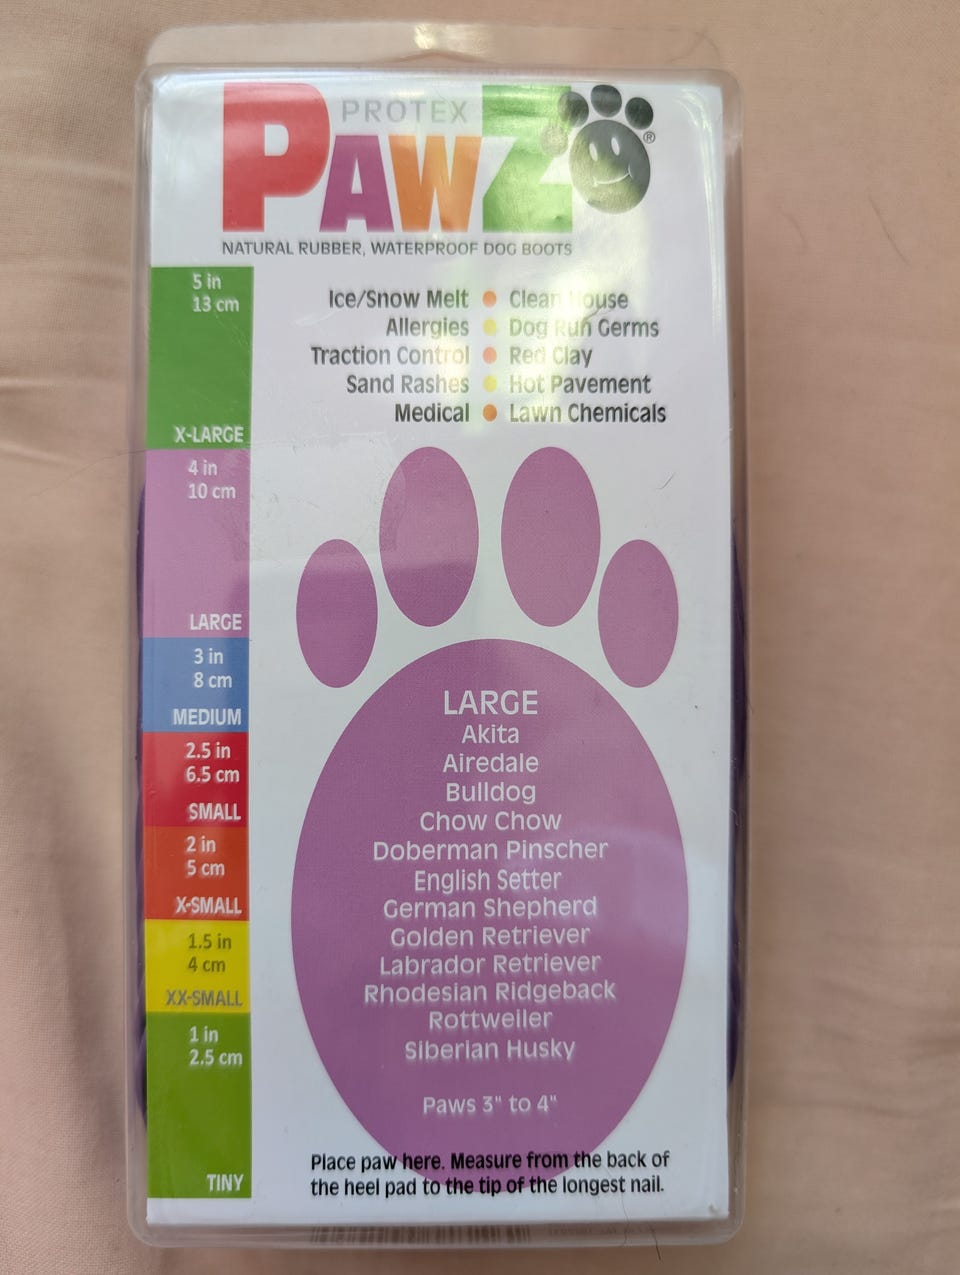 PROTEX
PAWZ ®
NATURAL RUBBER, WATERPROOF DOG BOOTS
Ice/Snow Melt ● Clean House
Allergies ● Dog Run Germs
Traction Control ● Red Clay
Sand Rashes ● Hot Pavement
Medical ● Lawn Chemicals
5 in
13 cm
X-LARGE
4 in
10 cm
LARGE
3 in
8 cm
MEDIUM
2.5 in
6.5 cm
SMALL
2 in
5 cm
X-SMALL
1.5 in
4 cm
XX-SMALL
1 in
2.5 cm
TINY
LARGE
Akita
Airedale
Bulldog
Chow Chow
Doberman Pinscher
English Setter
German Shepherd
Golden Retriever
Labrador Retriever
Rhodesian Ridgeback
Rottweiler
Siberian Husky
Paws 3" to 4"
Place paw here. Measure from the back of
the heel pad to the tip of the longest nail.